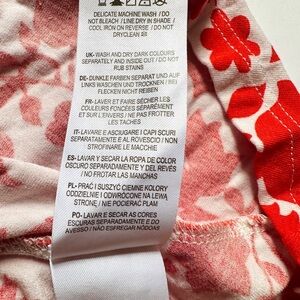 DELICATE MACHINE WASH / DO
NOT BLEACH / LINE DRY IN SHADE /
COOL IRON ON REVERSE / DO NOT
DRYCLEAN
UK- WASH AND DRY DARK COLOURS
SEPARATELY AND INSIDE OUT / DO NOT
RUB STAINS
DE- DUNKLE FARBEN SEPARAT UND AUF
LINKS WASCHEN UND TROCKNEN / BEI
FLECKEN NICHT REIBEN
FR- LAVER ET FAIRE SÉCHER LES
COULEURS FONCÉES SÉPARÉMENT
ET SUR L'ENVERS / NE PAS FROTTER
LES TACHES
IT- LAVARE E ASCIUGARE I CAPI SCURI
SEPARATAMENTE E AL ROVESCIO / NON
STROFINARE LE MACCHIE
ES- LAVAR Y SECAR LA ROPA DE COLOR
OSCURO SEPARADAMENTE Y DEL REVÉS
/ NO FROTAR LAS MANCHAS
PL- PRAĆ I SUSZYĆ CIEMNE KOLORY
ODDZIELNIE I ODWRÓCONE NA LEWĄ
STRONĘ / NIE POCIERAĆ PLAM
PO- LAVAR E SECAR AS CORES
ESCURAS SEPARADAMENTE E DO
AVESSO / NÃO ESFREGAR NÓDOAS